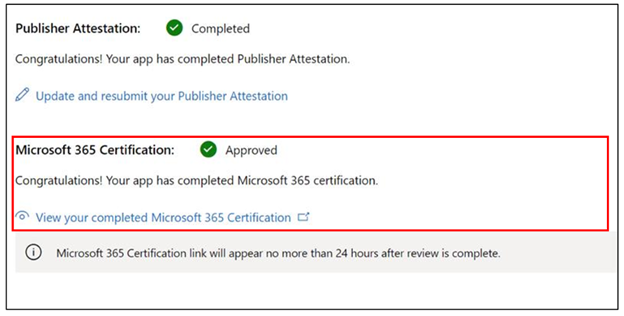 Publisher Attestation: Completed
Congratulations! Your app has completed Publisher Attestation.
Update and resubmit your Publisher Attestation
Microsoft 365 Certification: Approved
Congratulations! Your app has completed Microsoft 365 certification.
View your completed Microsoft 365 Certification
Microsoft 365 Certification link will appear no more than 24 hours after review is complete.